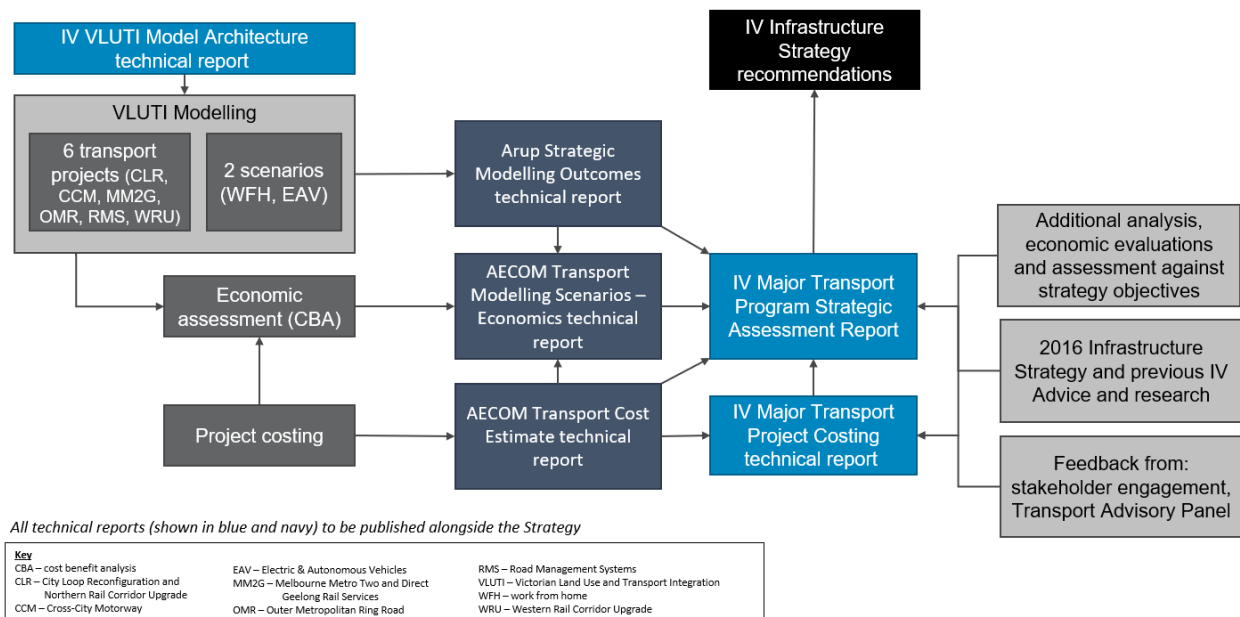 IV VLUTI Model Architecture
technical report
VLUTI Modelling
6 transport
projects (CLR,
CCM, MM2G,
OMR, RMS, WRU)
2 scenarios
(WFH, EAV)
Economic
assessment (CBA)
Project costing
Arup Strategic
Modelling Outcomes
technical report
AECOM Transport
Modelling Scenarios –
Economics technical
report
AECOM Transport Cost
Estimate technical
report
IV Infrastructure
Strategy
recommendations
IV Major Transport
Program Strategic
Assessment Report
IV Major Transport
Project Costing
technical report
Additional analysis,
economic evaluations
and assessment against
strategy objectives
2016 Infrastructure
Strategy and previous IV
Advice and research
Feedback from:
stakeholder engagement,
Transport Advisory Panel
All technical reports (shown in blue and navy) to be published alongside the Strategy
Key
CBA – cost benefit analysis
CLR – City Loop Reconfiguration and
Northern Rail Corridor Upgrade
CCM – Cross-City Motorway
EAV – Electric & Autonomous Vehicles
MM2G – Melbourne Metro Two and Direct
Geelong Rail Services
OMR – Outer Metropolitan Ring Road
RMS – Road Management Systems
VLUTI – Victorian Land Use and Transport Integration
WFH – work from home
WRU – Western Rail Corridor Upgrade